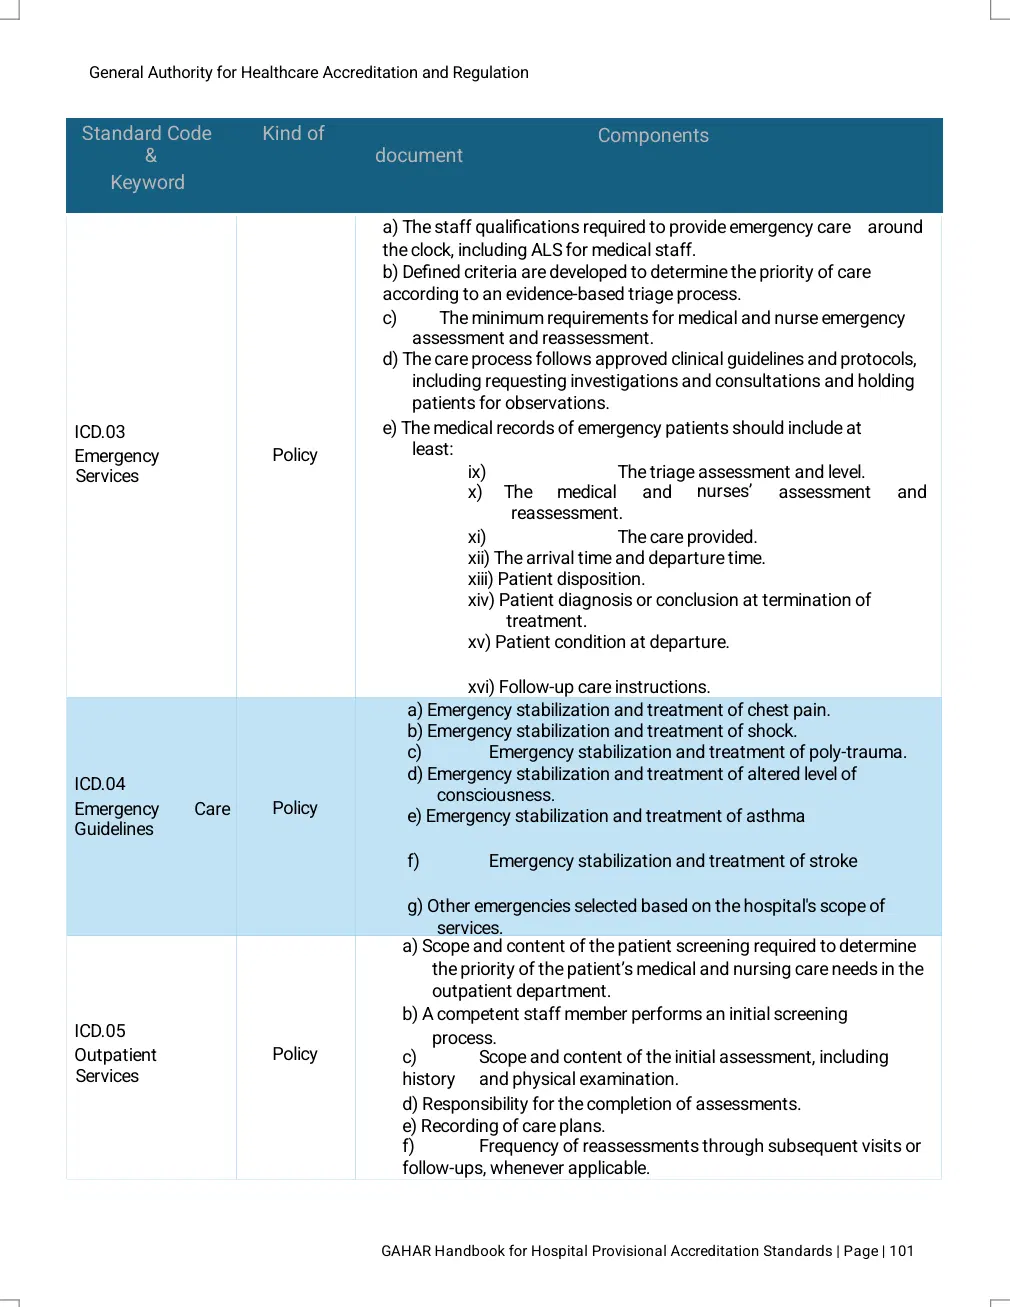 General Authority for Healthcare Accreditation and Regulation
Standard Code
&
Keyword
Kind of
document
Components
ICD.03
Emergency
Services
Policy
a) The staff qualifications required to provide emergency care around
the clock, including ALS for medical staff.
b) Defined criteria are developed to determine the priority of care
according to an evidence-based triage process.
c) The minimum requirements for medical and nurse emergency
assessment and reassessment.
d) The care process follows approved clinical guidelines and protocols,
including requesting investigations and consultations and holding
patients for observations.
e) The medical records of emergency patients should include at
least:
ix) The triage assessment and level.
x) The medical and nurses’ assessment and
reassessment.
xi) The care provided.
xii) The arrival time and departure time.
xiii) Patient disposition.
xiv) Patient diagnosis or conclusion at termination of
treatment.
xv) Patient condition at departure.
xvi) Follow-up care instructions.
ICD.04
Emergency Care
Guidelines
Policy
a) Emergency stabilization and treatment of chest pain.
b) Emergency stabilization and treatment of shock.
c) Emergency stabilization and treatment of poly-trauma.
d) Emergency stabilization and treatment of altered level of
consciousness.
e) Emergency stabilization and treatment of asthma
f) Emergency stabilization and treatment of stroke
g) Other emergencies selected based on the hospital's scope of
services.
ICD.05
Outpatient
Services
Policy
a) Scope and content of the patient screening required to determine
the priority of the patient’s medical and nursing care needs in the
outpatient department.
b) A competent staff member performs an initial screening
process.
c) Scope and content of the initial assessment, including
history and physical examination.
d) Responsibility for the completion of assessments.
e) Recording of care plans.
f) Frequency of reassessments through subsequent visits or
follow-ups, whenever applicable.
GAHAR Handbook for Hospital Provisional Accreditation Standards | Page | 101